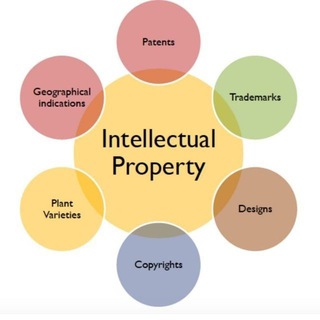 Patents
Geographical
indications
Trademarks
Intellectual
Property
Plant
Varieties
Designs
Copyrights